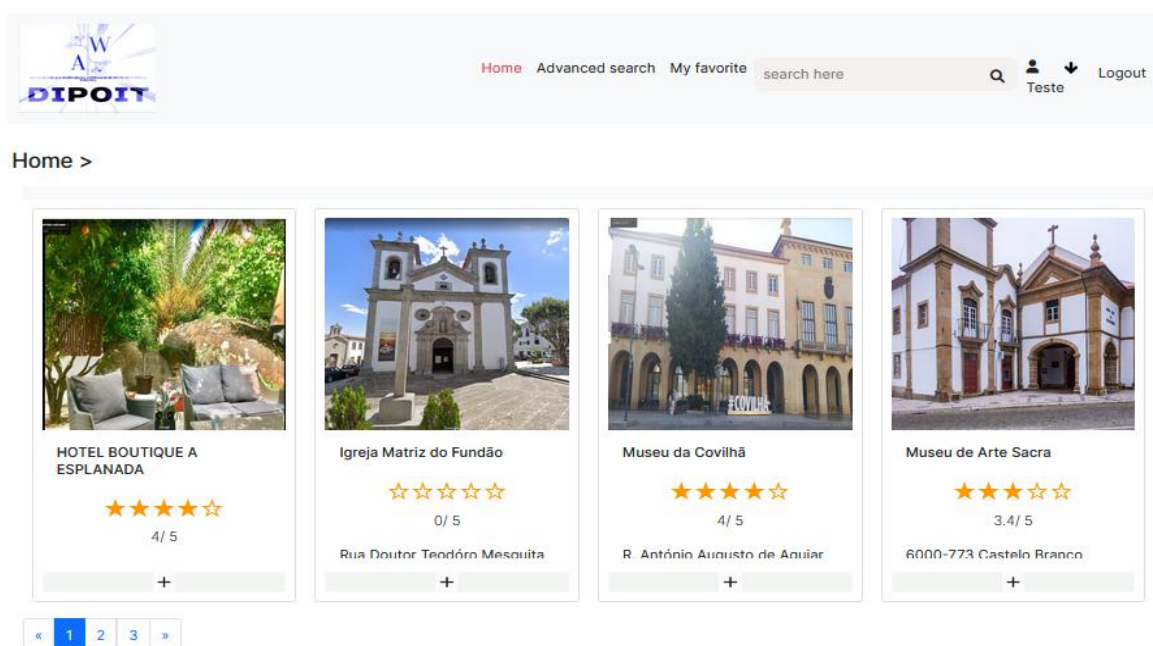 W
A
DIPOIT
Home Advanced search My favorite search here Teste Logout
Home >
#COVILHA
HOTEL BOUTIQUE A
ESPLANADA
4/ 5
Igreja Matriz do Fundão
0/ 5
Rua Doutor Teodóro Mesquita
Museu da Covilhã
4/ 5
R. António Augusto de Aguiar
Museu de Arte Sacra
3.4/ 5
6000-773 Castelo Branco
+ + + +
« 1 2 3 »